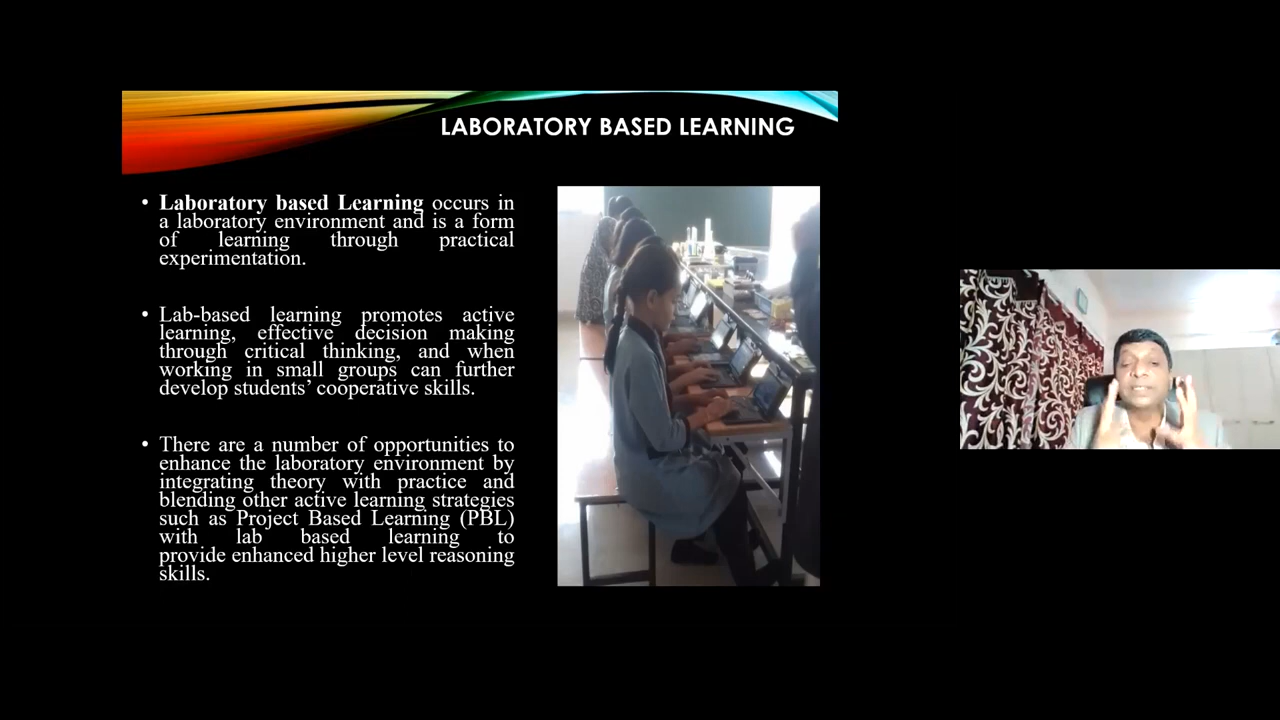 LABORATORY BASED LEARNING
• Laboratory based Learning occurs in
a laboratory environment and is a form
of learning through practical
experimentation.
• Lab-based learning promotes active
learning, effective decision making
through critical thinking, and when
working in small groups can further
develop students’ cooperative skills.
• There are a number of opportunities to
enhance the laboratory environment by
integrating theory with practice and
blending other active learning strategies
such as Project Based Learning (PBL)
with lab based learning to
provide enhanced higher level reasoning
skills.